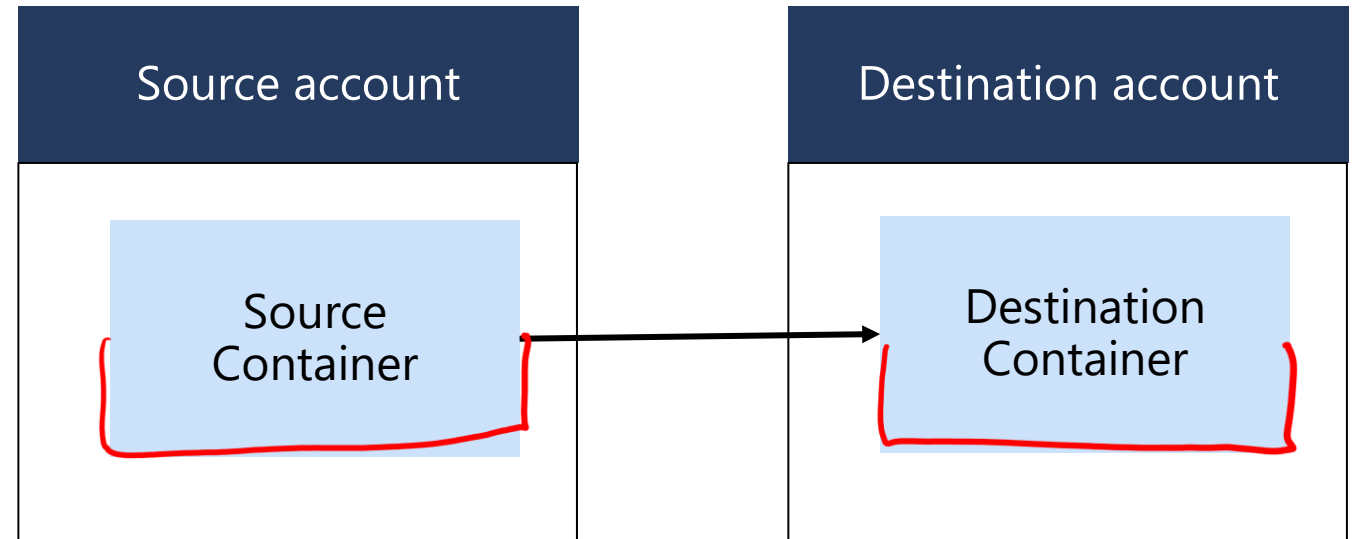 Source account
Destination account
Source
Container
Destination
Container